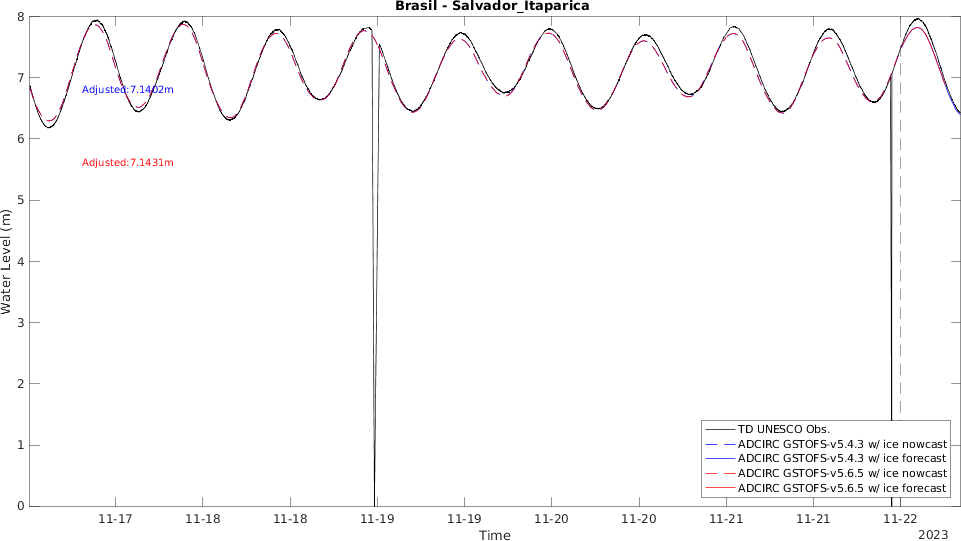 Brasil - Salvador_Itaparica
8
7
6
5
4
3
2
1
0
Water Level (m)
Adjusted:7.1402m
Adjusted:7.1431m
TD UNESCO Obs.
ADCIRC GSTOFS-v5.4.3 w/ ice nowcast
ADCIRC GSTOFS-v5.4.3 w/ ice forecast
ADCIRC GSTOFS-v5.6.5 w/ ice nowcast
ADCIRC GSTOFS-v5.6.5 w/ ice forecast
11-17 11-18 11-18 11-19 11-19 11-20 11-20 11-21 11-21 11-22
Time
2023